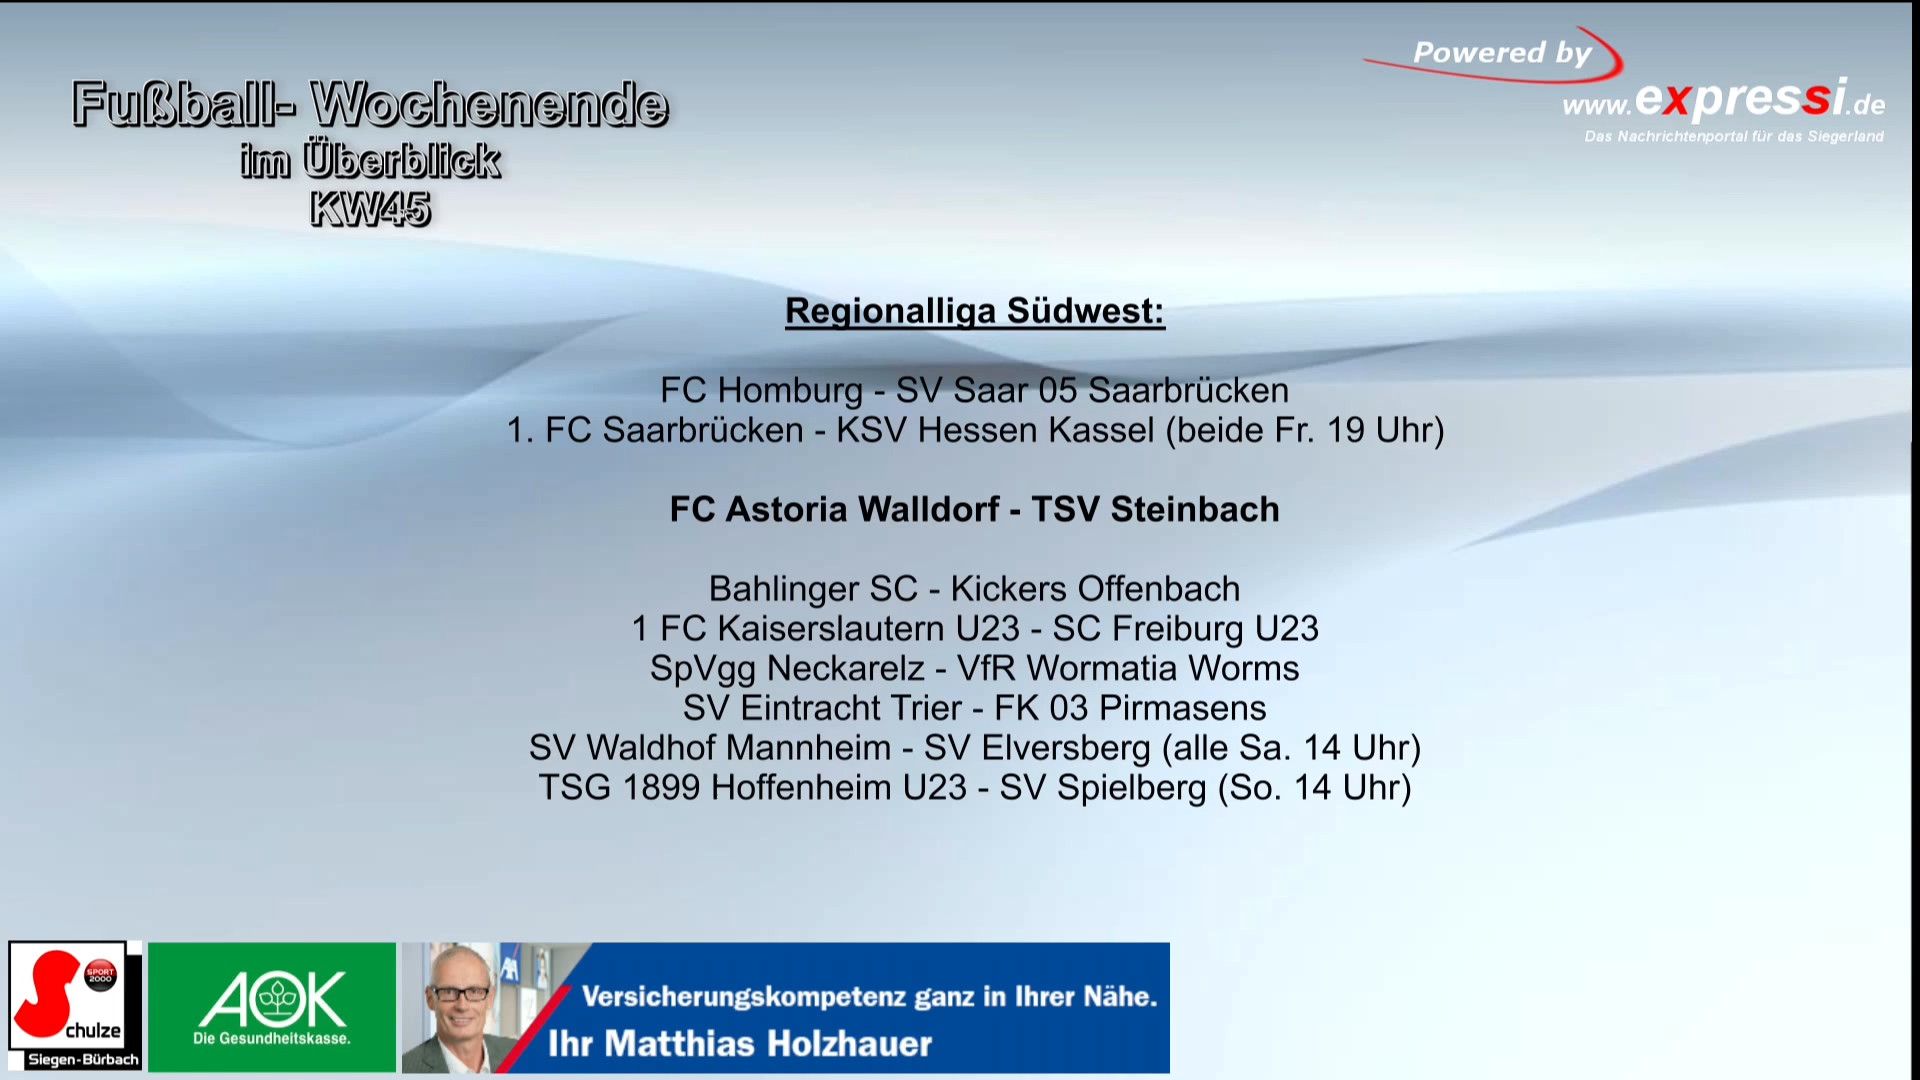 Fußball- Wochenende
im Überblick
KW45
Powered by
www.expressi.de
Das Nachrichtenportal für das Siegerland
Regionalliga Südwest:
FC Homburg - SV Saar 05 Saarbrücken
1. FC Saarbrücken - KSV Hessen Kassel (beide Fr. 19 Uhr)
FC Astoria Walldorf - TSV Steinbach
Bahlinger SC - Kickers Offenbach
1 FC Kaiserslautern U23 - SC Freiburg U23
SpVgg Neckarelz - VfR Wormatia Worms
SV Eintracht Trier - FK 03 Pirmasens
SV Waldhof Mannheim - SV Elversberg (alle Sa. 14 Uhr)
TSG 1899 Hoffenheim U23 - SV Spielberg (So. 14 Uhr)
SPORT
2000
Schulze
Siegen-Bürbach
AOK
Die Gesundheitskasse.
AXA
Versicherungskompetenz ganz in Ihrer Nähe.
Ihr Matthias Holzhauer